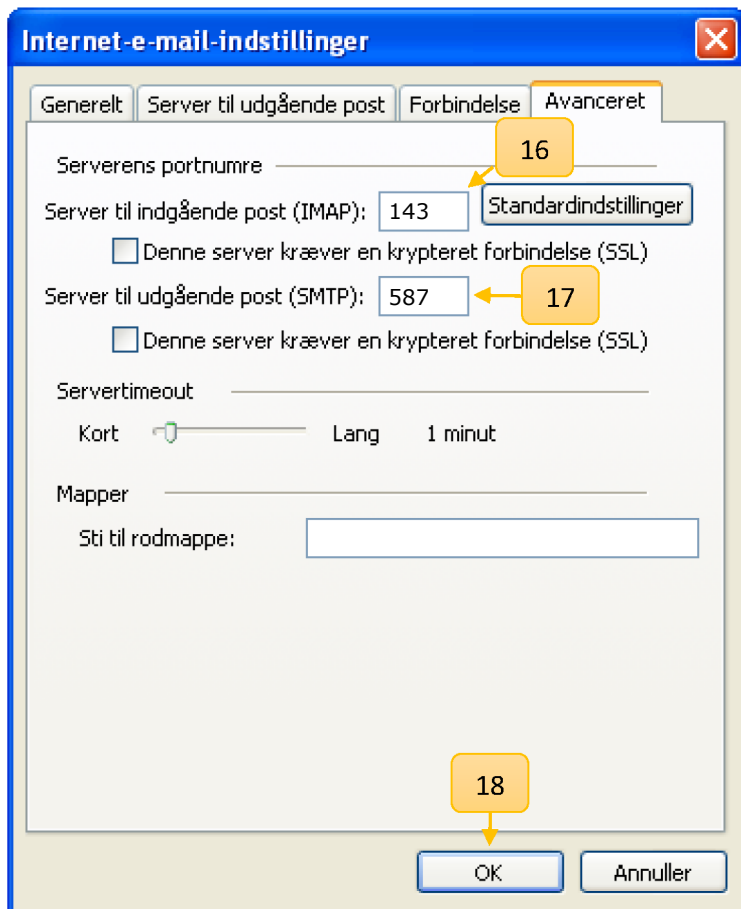 Internet-e-mail-indstillinger
Generelt Server til udgående post Forbindelse Avanceret
16
Serverens portnumre
Server til indgående post (IMAP): 143 Standardindstillinger
Denne server kræver en krypteret forbindelse (SSL)
Server til udgående post (SMTP): 587 17
Denne server kræver en krypteret forbindelse (SSL)
Servertimeout
Kort Lang 1 minut
Mapper
Sti til rodmappe:
18
OK Annuller